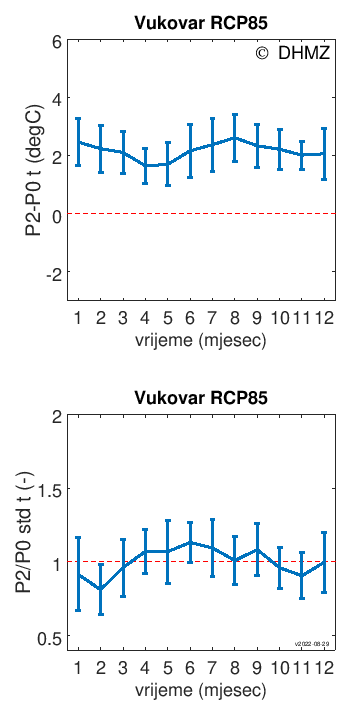 Vukovar RCP85
© DHMZ
P2-P0 t (degC)
6
4
2
0
-2
1 2 3 4 5 6 7 8 9 10 11 12
vrijeme (mjesec)
Vukovar RCP85
P2/P0 std t (-)
2
1.5
1
0.5
v2022-08-29
1 2 3 4 5 6 7 8 9 10 11 12
vrijeme (mjesec)